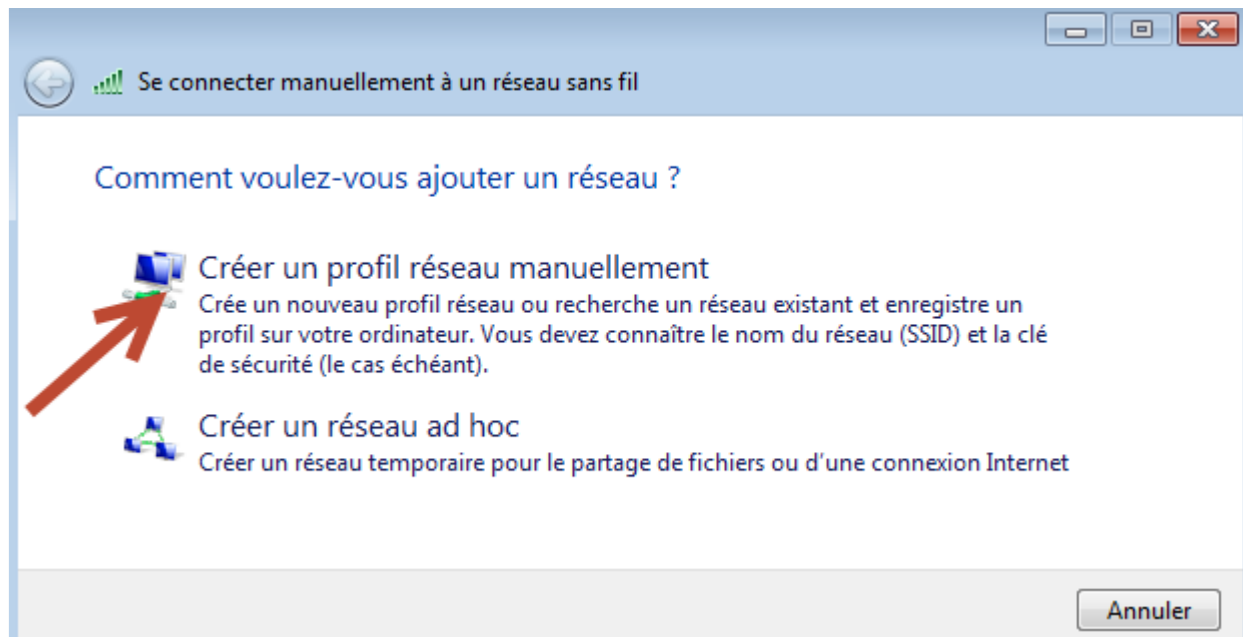 Se connecter manuellement à un réseau sans fil
Comment voulez-vous ajouter un réseau ?
Créer un profil réseau manuellement
Crée un nouveau profil réseau ou recherche un réseau existant et enregistre un
profil sur votre ordinateur. Vous devez connaître le nom du réseau (SSID) et la clé
de sécurité (le cas échéant).
Créer un réseau ad hoc
Créer un réseau temporaire pour le partage de fichiers ou d'une connexion Internet
Annuler